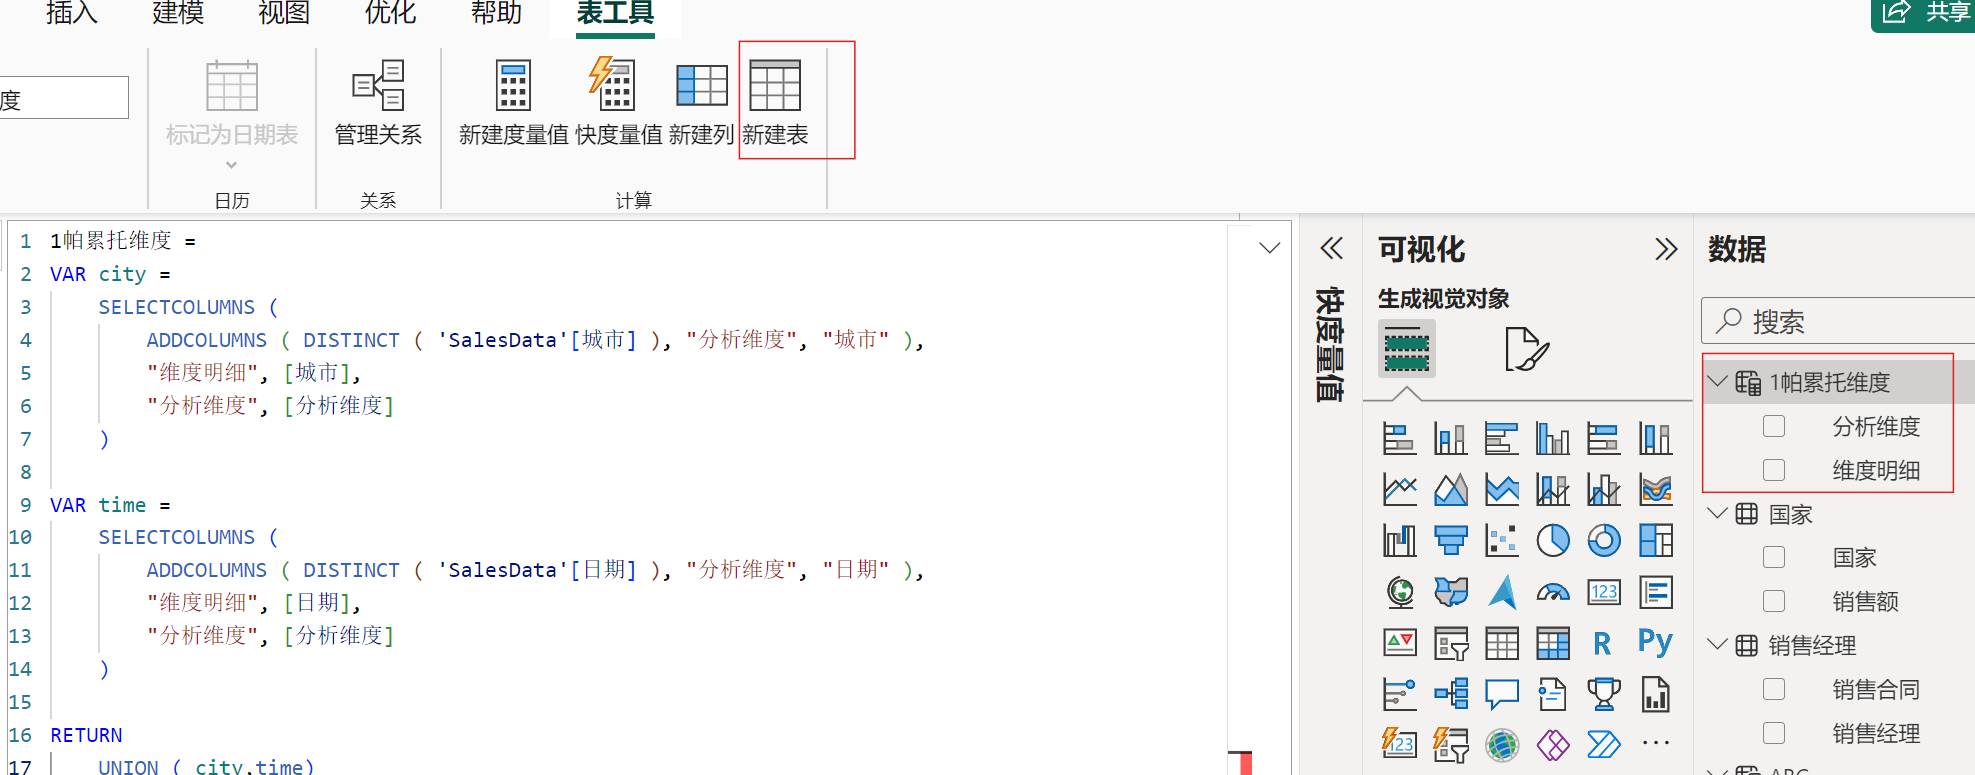 插入 建模 视图 优化 帮助 表工具 共享
度
标记为日期表 管理关系 新建度量值 快度量值 新建列 新建表
日历 关系 计算
1 1帕累托维度 =
2 VAR city =
3 SELECTCOLUMNS (
4 ADDCOLUMNS ( DISTINCT ( 'SalesData'[城市] ), "分析维度", "城市" ),
5 "维度明细", [城市],
6 "分析维度", [分析维度]
7 )
8
9 VAR time =
10 SELECTCOLUMNS (
11 ADDCOLUMNS ( DISTINCT ( 'SalesData'[日期] ), "分析维度", "日期" ),
12 "维度明细", [日期],
13 "分析维度", [分析维度]
14 )
15
16 RETURN
17 UNION ( city,time)
快度量值
可视化
生成视觉对象
123
R Py
123
数据
搜索
1帕累托维度
分析维度
维度明细
国家
国家
销售额
销售经理
销售合同
销售经理
ABC